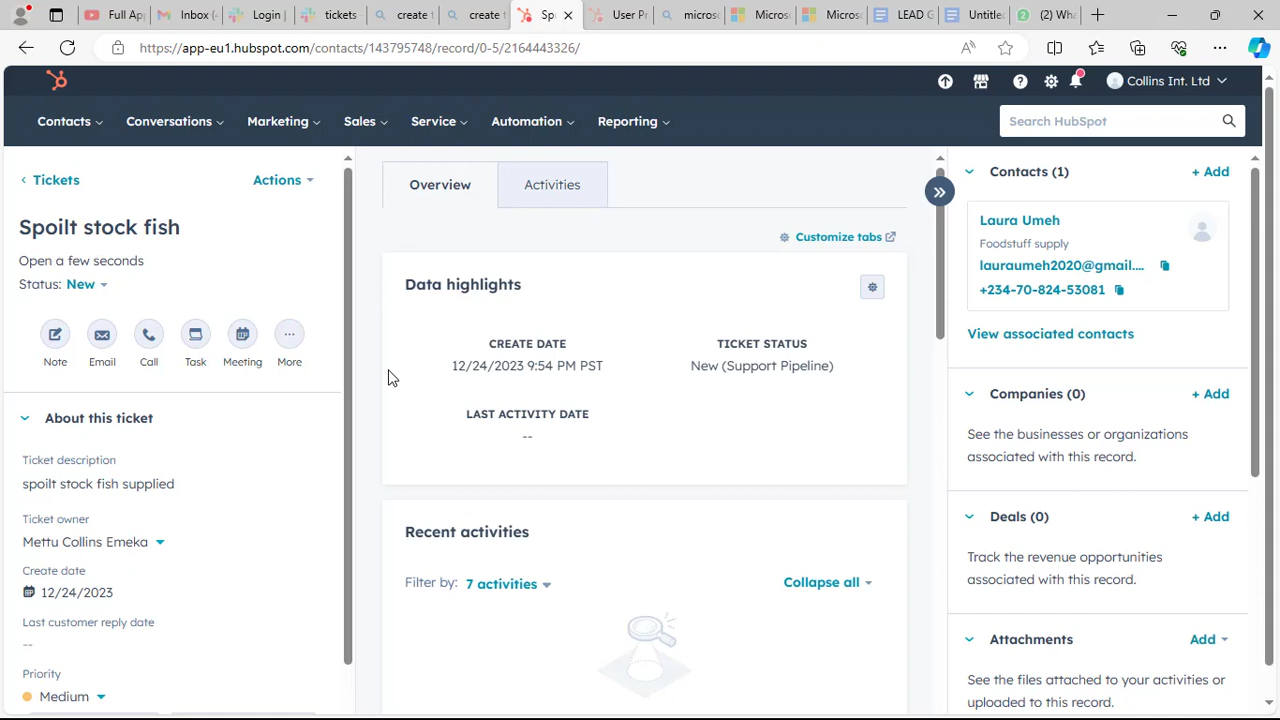 Full Ap
Inbox (
Login |
tickets
create t
create t
Sp
User P
micros
Micros
Micros
LEAD G
Untitle
(2) Wha
https://app-eu1.hubspot.com/contacts/143795748/record/0-5/2164443326/
Collins Int. Ltd
Contacts
Conversations
Marketing
Sales
Service
Automation
Reporting
Search HubSpot
Tickets
Actions
Spoilt stock fish
Open a few seconds
Status: New
Note
Email
Call
Task
Meeting
More
About this ticket
Ticket description
spoilt stock fish supplied
Ticket owner
Mettu Collins Emeka
Create date
12/24/2023
Last customer reply date
--
Priority
Medium
Overview
Activities
Customize tabs
Data highlights
CREATE DATE
12/24/2023 9:54 PM PST
TICKET STATUS
New (Support Pipeline)
LAST ACTIVITY DATE
--
Recent activities
Filter by: 7 activities
Collapse all
Contacts (1)
+ Add
Laura Umeh
Foodstuff supply
lauraumeh2020@gmail....
+234-70-824-53081
View associated contacts
Companies (0)
+ Add
See the businesses or organizations
associated with this record.
Deals (0)
+ Add
Track the revenue opportunities
associated with this record.
Attachments
Add
See the files attached to your activities or
uploaded to this record.